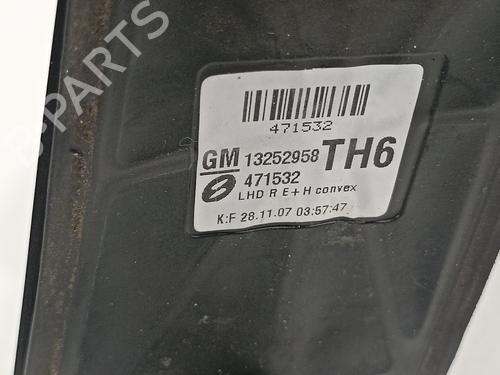 B-PARTS
471532
GM 13252958 TH6
471532
LHD R E+H convex
K:F 28.11.07 03:57:47